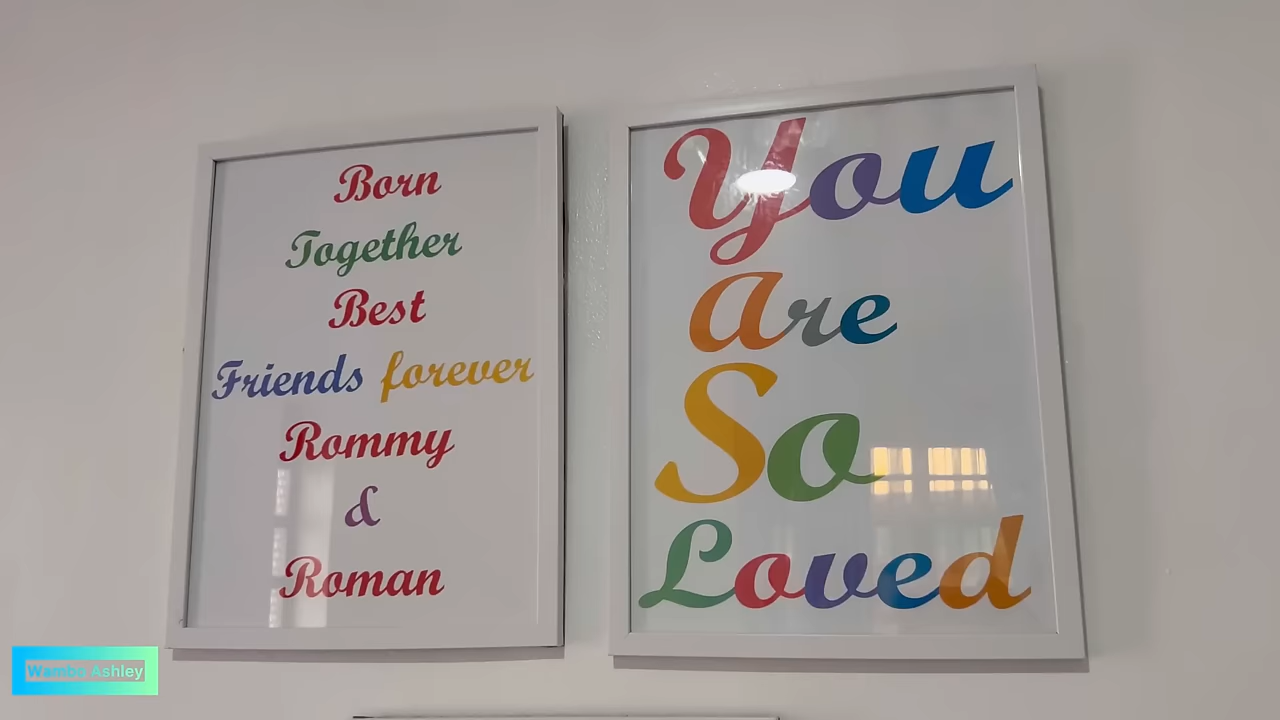 Born
Together
Best
Friends forever
Rommy
&
Roman
You
Are
So
Loved
Wambo Ashley